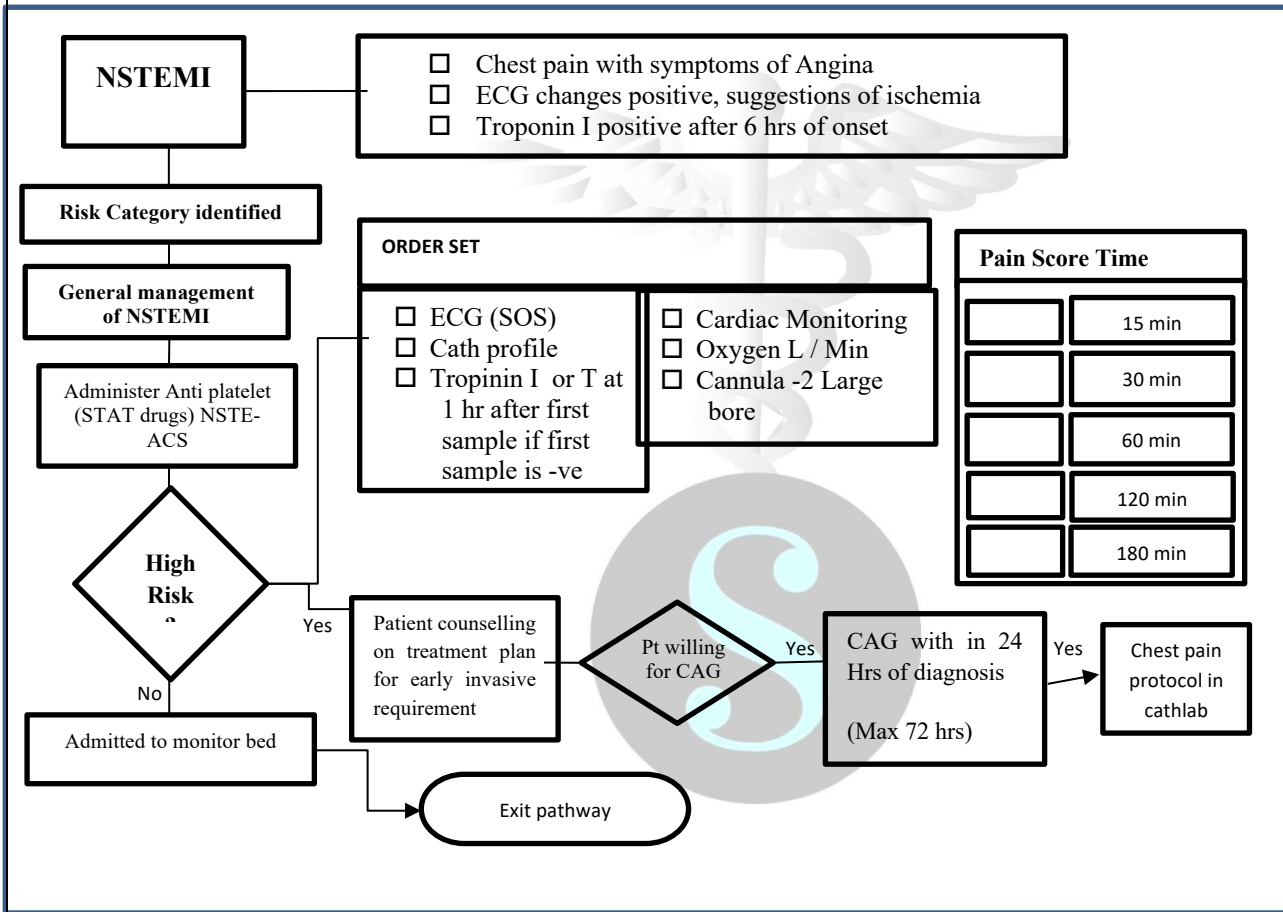 NSTEMI
☐ Chest pain with symptoms of Angina
☐ ECG changes positive, suggestions of ischemia
☐ Troponin I positive after 6 hrs of onset
Risk Category identified
General management
of NSTEMI
Administer Anti platelet
(STAT drugs) NSTE-
ACS
ORDER SET
☐ ECG (SOS)
☐ Cath profile
☐ Tropinin I or T at
1 hr after first
sample if first
sample is -ve
☐ Cardiac Monitoring
☐ Oxygen L / Min
☐ Cannula -2 Large
bore
Pain Score Time
15 min
30 min
60 min
120 min
180 min
High
Risk
Yes
No
Patient counselling
on treatment plan
for early invasive
requirement
Pt willing
for CAG
Yes
CAG with in 24
Hrs of diagnosis
(Max 72 hrs)
Yes
Chest pain
protocol in
cathlab
Admitted to monitor bed
Exit pathway
S